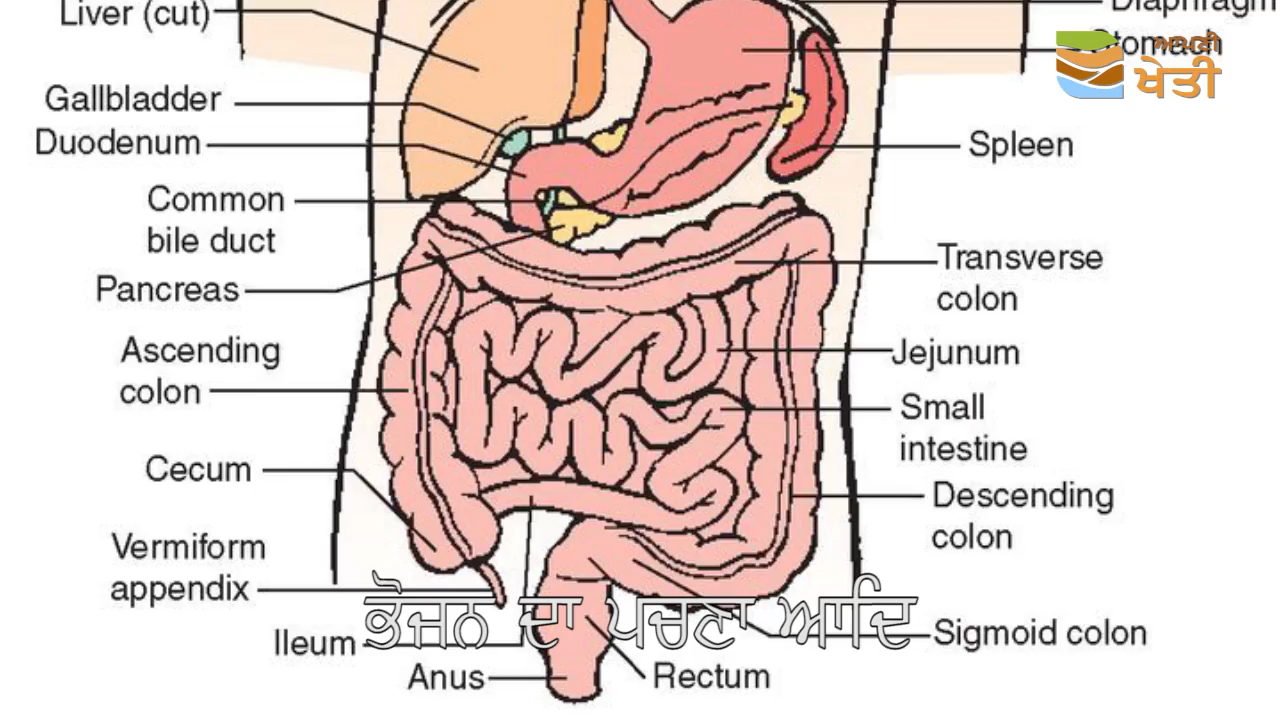 Liver (cut)
Diaphragm
Stomach
ਅਪਣੀ
ਖੇਤੀ
Gallbladder
Duodenum
Spleen
Common
bile duct
Pancreas
Transverse
colon
Ascending
colon
Jejunum
Small
intestine
Cecum
Descending
colon
Vermiform
appendix
ਭੋਜਨ ਦਾ ਪਚਣਾ ਆਦਿ
Ileum
Sigmoid colon
Anus
Rectum